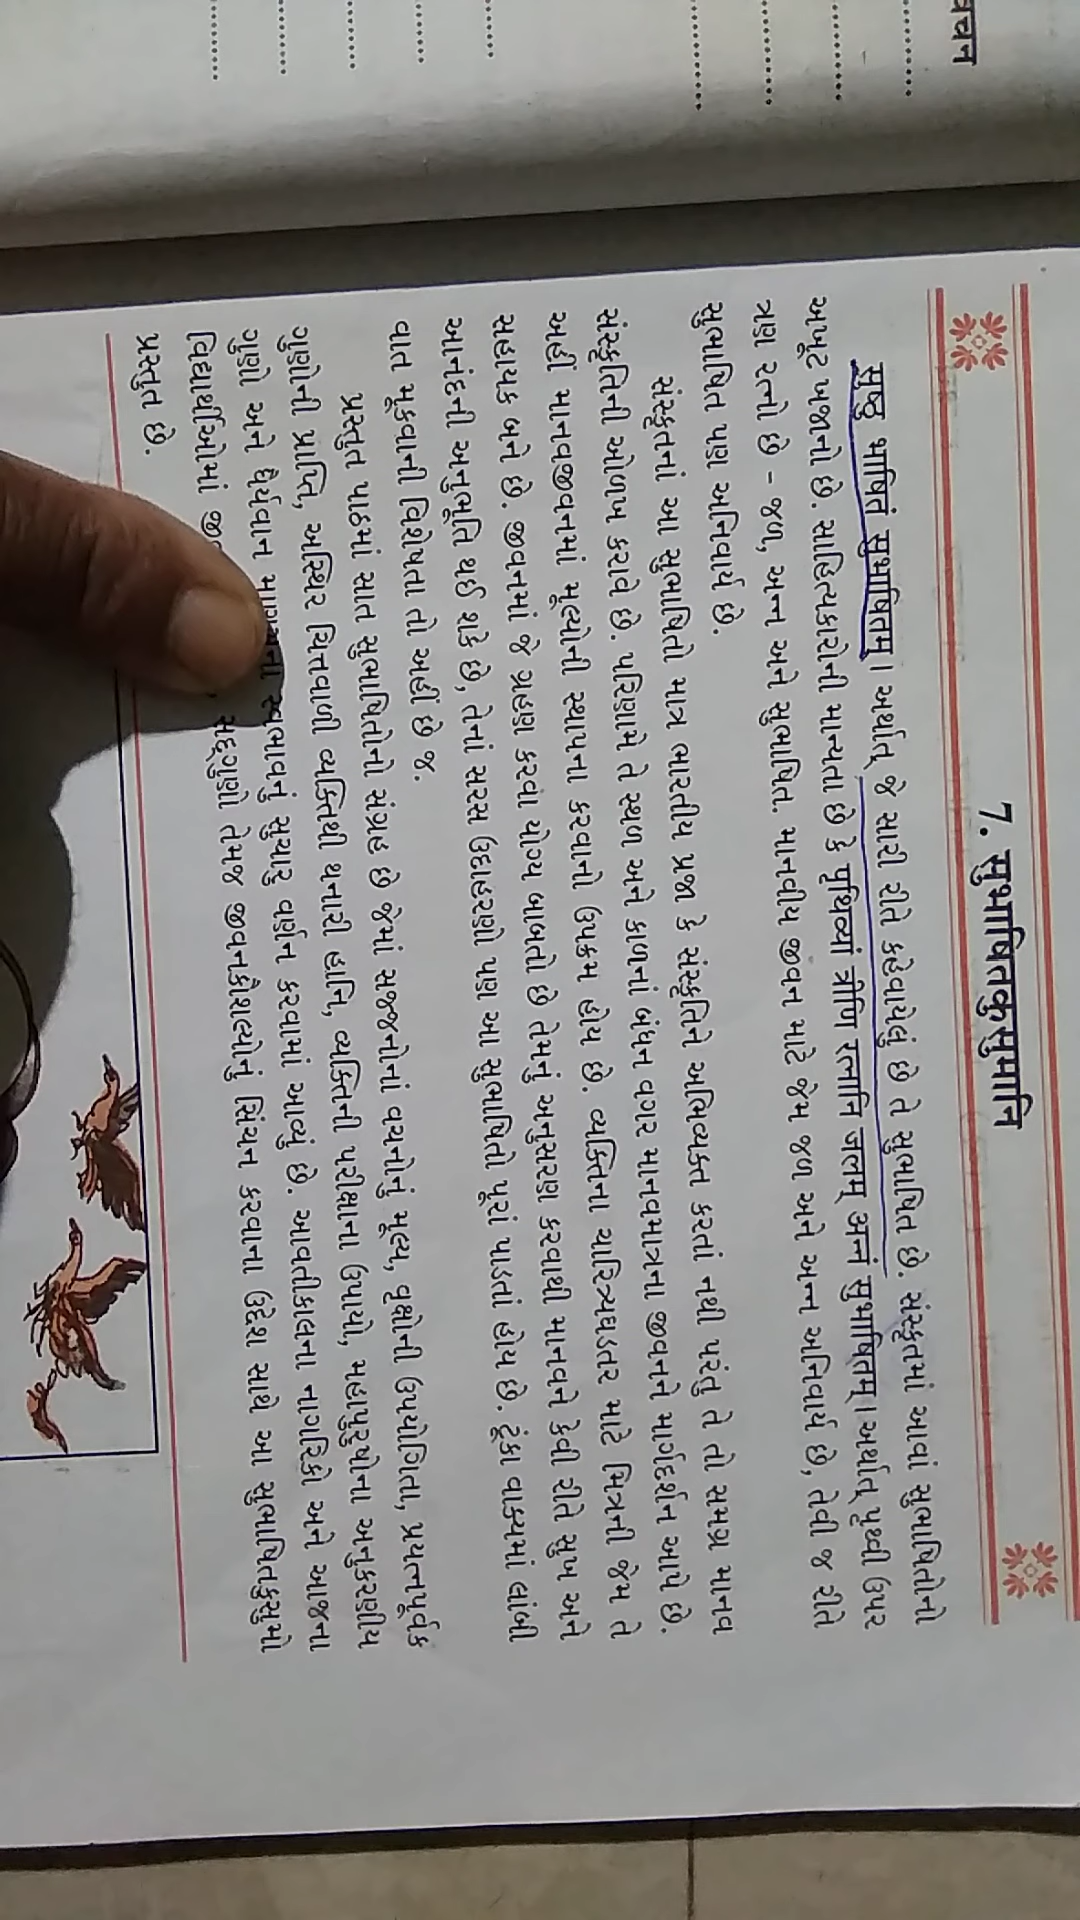 પચન
7. सुभाषितकुसुमानि
सुष्ठु भाषितं सुभाषितम्। અર્થાત્ જે સારી રીતે કહેવાયેલું છે તે સુભાષિત છે. સંસ્કૃતમાં આવાં સુભાષિતોનો
અખૂટ ખજાનો છે. સાહિત્યકારોની માન્યતા છે કે पृथिव्यां त्रीणि रत्नानि जलम् अन्नं सुभाषितम्। અર્થાત્ પૃથ્વી ઉપર
ત્રણ રત્નો છે – જળ, અન્ન અને સુભાષિત. માનવીય જીવન માટે જેમ જળ અને અન્ન અનિવાર્ય છે, તેવી જ રીતે
સુભાષિત પણ અનિવાર્ય છે.
સંસ્કૃતનાં આ સુભાષિતો માત્ર ભારતીય પ્રજા કે સંસ્કૃતિને અભિવ્યક્ત કરતાં નથી પરંતુ તે તો સમગ્ર માનવ
સંસ્કૃતિની ઓળખ કરાવે છે. પરિણામે તે સ્થળ અને કાળનાં બંધન વગર માનવમાત્રના જીવનને માર્ગદર્શન આપે છે.
અહીં માનવજીવનમાં મૂલ્યોની સ્થાપના કરવાનો ઉપક્રમ હોય છે. વ્યક્તિના ચારિત્ર્યઘડતર માટે મિત્રની જેમ તે
સહાયક બને છે. જીવનમાં જે ગ્રહણ કરવા યોગ્ય બાબતો છે તેમનું અનુસરણ કરવાથી માનવને કેવી રીતે સુખ અને
આનંદની અનુભૂતિ થઈ શકે છે, તેનાં સરસ ઉદાહરણો પણ આ સુભાષિતો પૂરાં પાડતાં હોય છે. ટૂંકા વાક્યમાં લાંબી
વાત મૂકવાની વિશેષતા તો અહીં છે જ.
પ્રસ્તુત પાઠમાં સાત સુભાષિતોનો સંગ્રહ છે જેમાં સજ્જનોનાં વચનોનું મૂલ્ય, વૃક્ષોની ઉપયોગિતા, પ્રયત્નપૂર્વક
ગુણોની પ્રાપ્તિ, અસ્થિર ચિત્તવાળી વ્યક્તિથી થનારી હાનિ, વ્યક્તિની પરીક્ષાના ઉપાયો, મહાપુરુષોના અનુકરણીય
ગુણો અને ધૈર્યવાન સ્વભાવનું સુચારુ વર્ણન કરવામાં આવ્યું છે. આવતીકાલના નાગરિકો અને આજના
વિદ્યાર્થીઓમાં સદ્ગુણો તેમજ જીવનકૌશલ્યોનું સિંચન કરવાના ઉદ્દેશ સાથે આ સુભાષિતકુસુમો
પ્રસ્તુત છે.